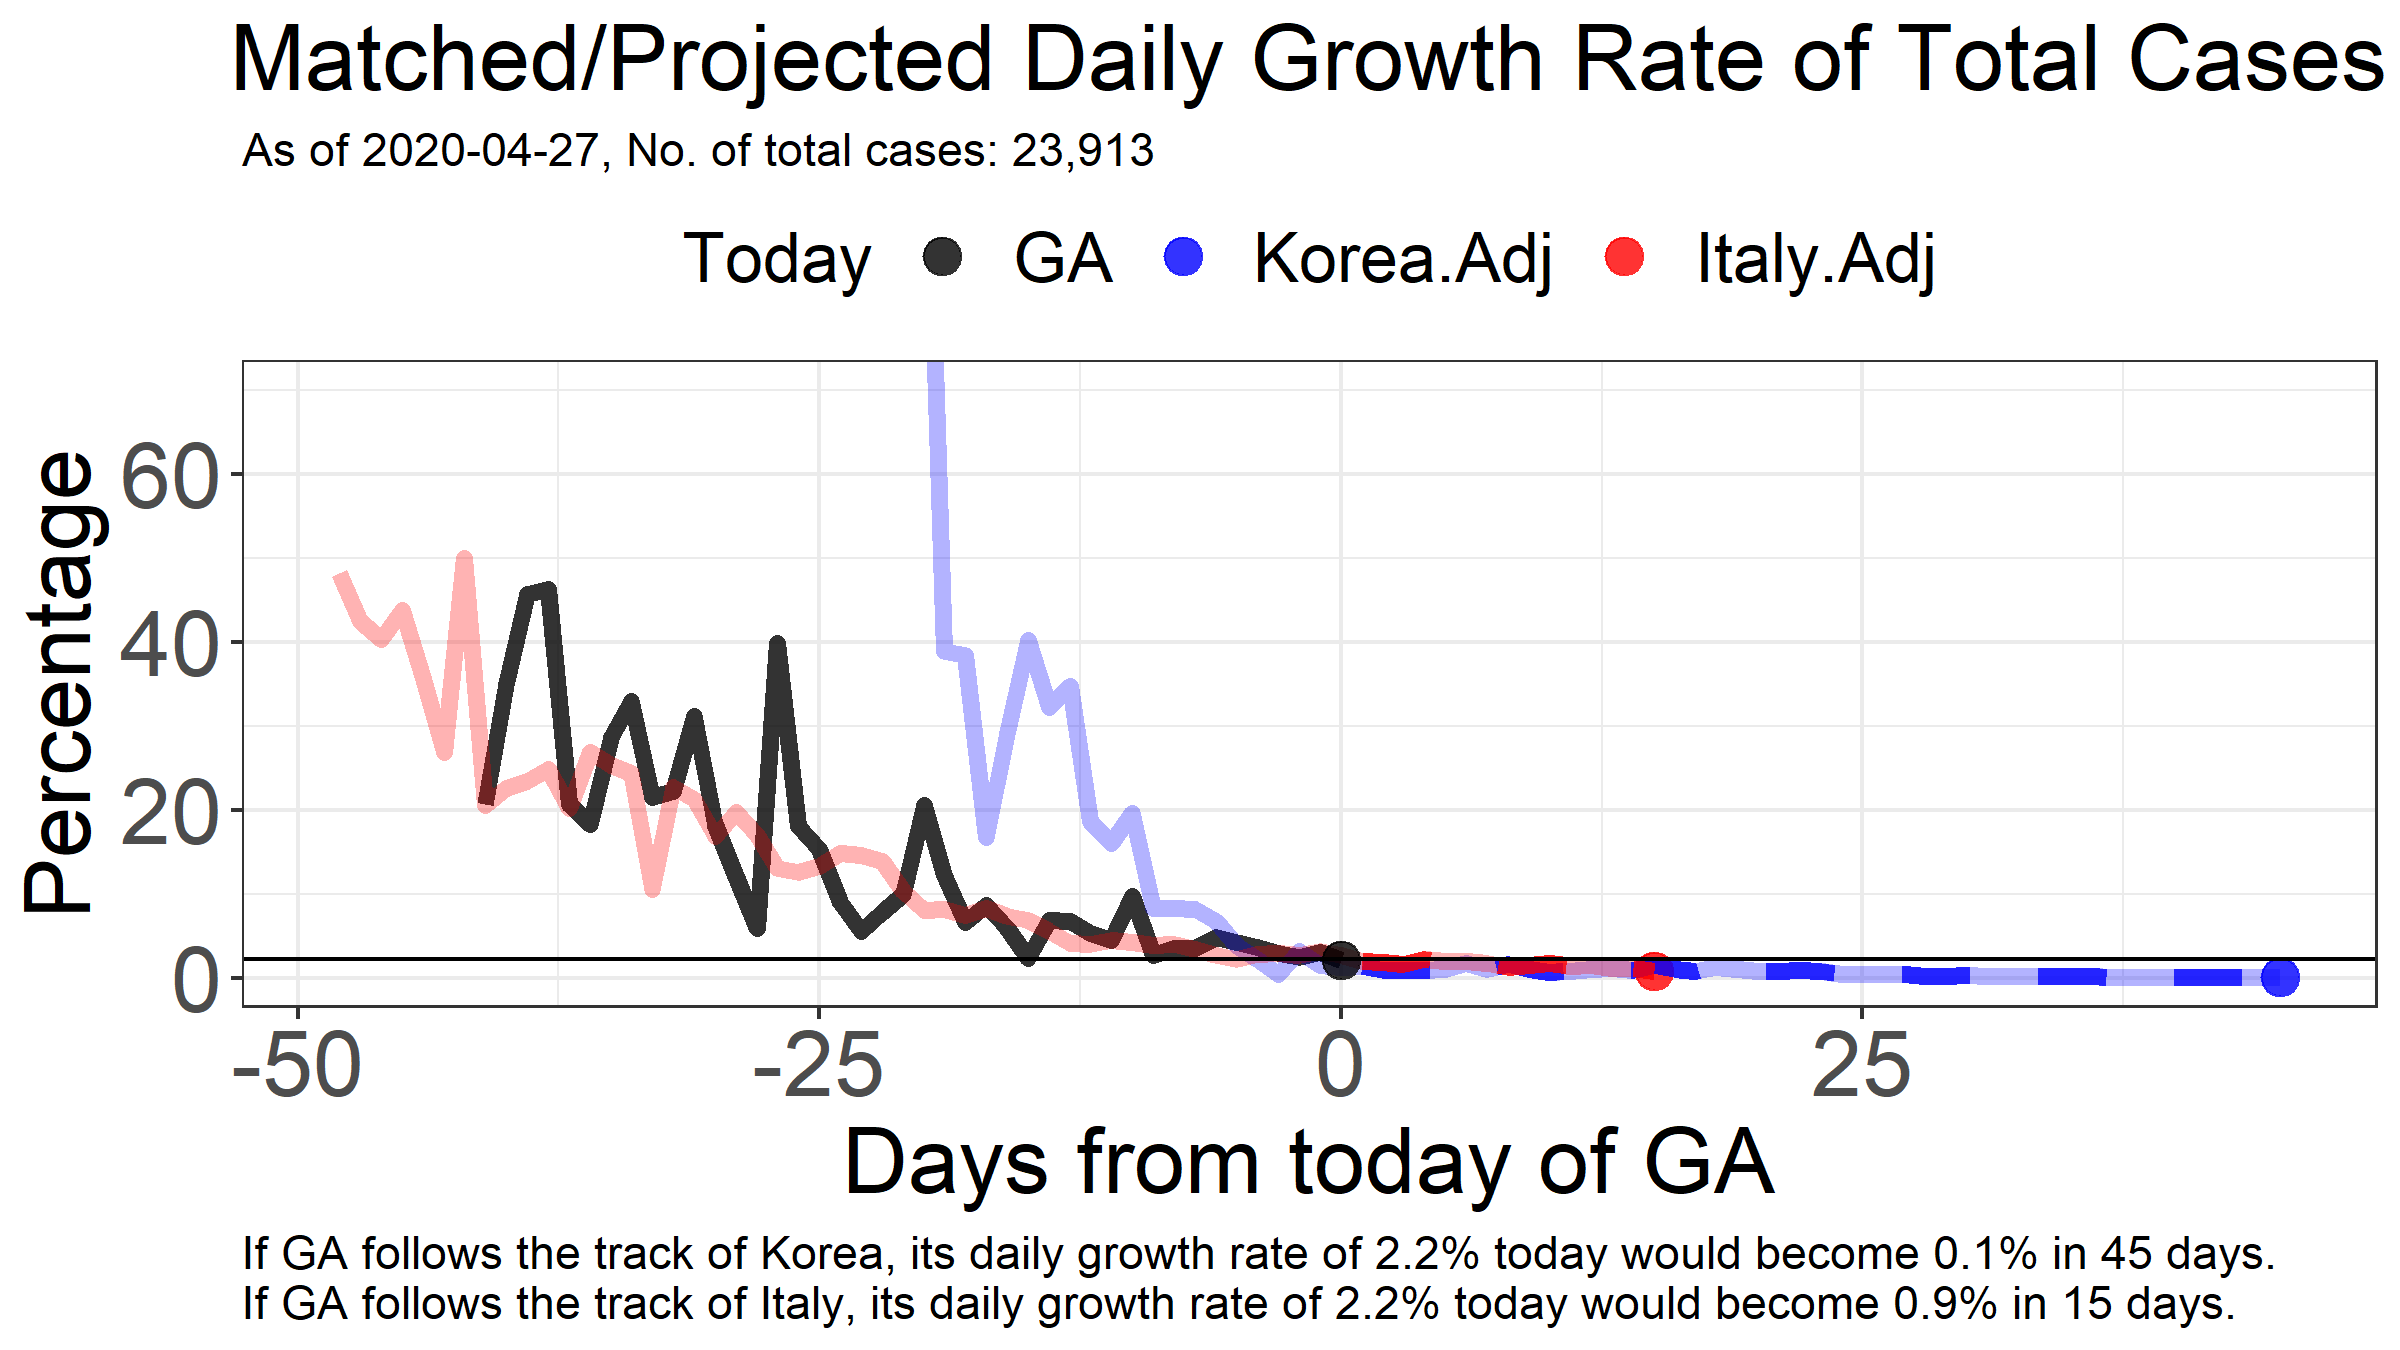 Matched/Projected Daily Growth Rate of Total Cases
As of 2020-04-27, No. of total cases: 23,913
Today GA Korea.Adj Italy.Adj
Percentage
60
40
20
0
-50 -25 0 25
Days from today of GA
If GA follows the track of Korea, its daily growth rate of 2.2% today would become 0.1% in 45 days.
If GA follows the track of Italy, its daily growth rate of 2.2% today would become 0.9% in 15 days.